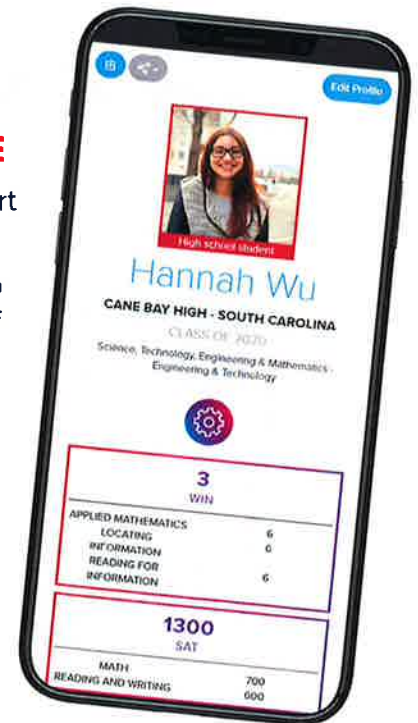 Edit Profile
High school student
Hannah Wu
CANE BAY HIGH - SOUTH CAROLINA
CLASS OF 2020
Science, Technology, Engineering & Mathematics -
Engineering & Technology
3
WIN
APPLIED MATHEMATICS 6
LOCATING 6
INFORMATION
READING FOR
INFORMATION 6
1300
SAT
MATH 700
READING AND WRITING 600